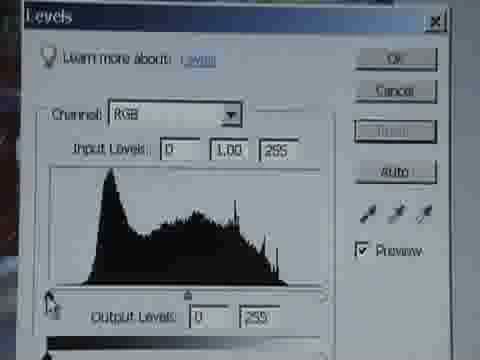 Levels
Learn more about: Levels
OK
Cancel
Channel: RGB
Input Levels: 0 1.00 255
Auto
Preview
Output Levels: 0 255